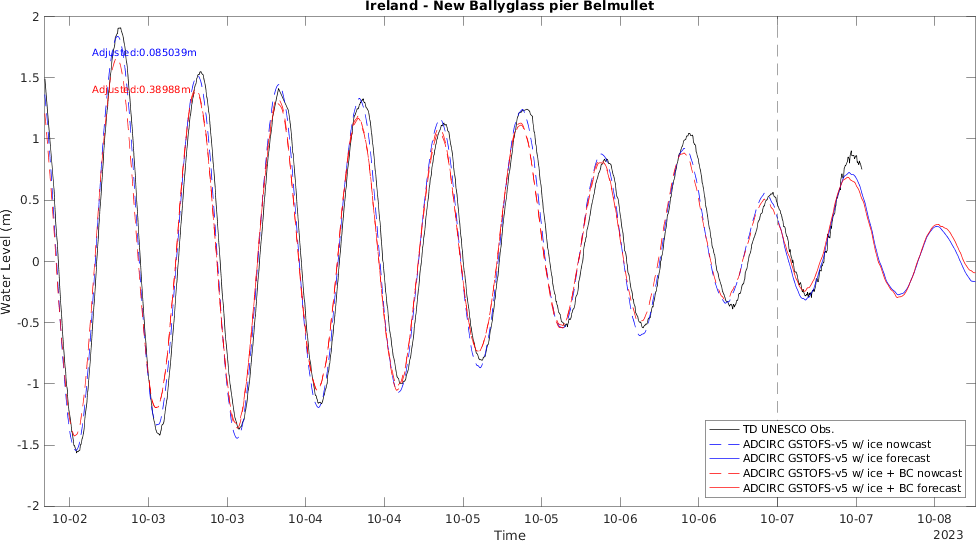 Ireland - New Ballyglass pier Belmullet
2
1.5
1
0.5
0
-0.5
-1
-1.5
-2
Water Level (m)
Adjusted:0.085039m
Adjusted:0.38988m
TD UNESCO Obs.
ADCIRC GSTOFS-v5 w/ ice nowcast
ADCIRC GSTOFS-v5 w/ ice forecast
ADCIRC GSTOFS-v5 w/ ice + BC nowcast
ADCIRC GSTOFS-v5 w/ ice + BC forecast
10-02 10-03 10-03 10-04 10-04 10-05 10-05 10-06 10-06 10-07 10-07 10-08
Time
2023